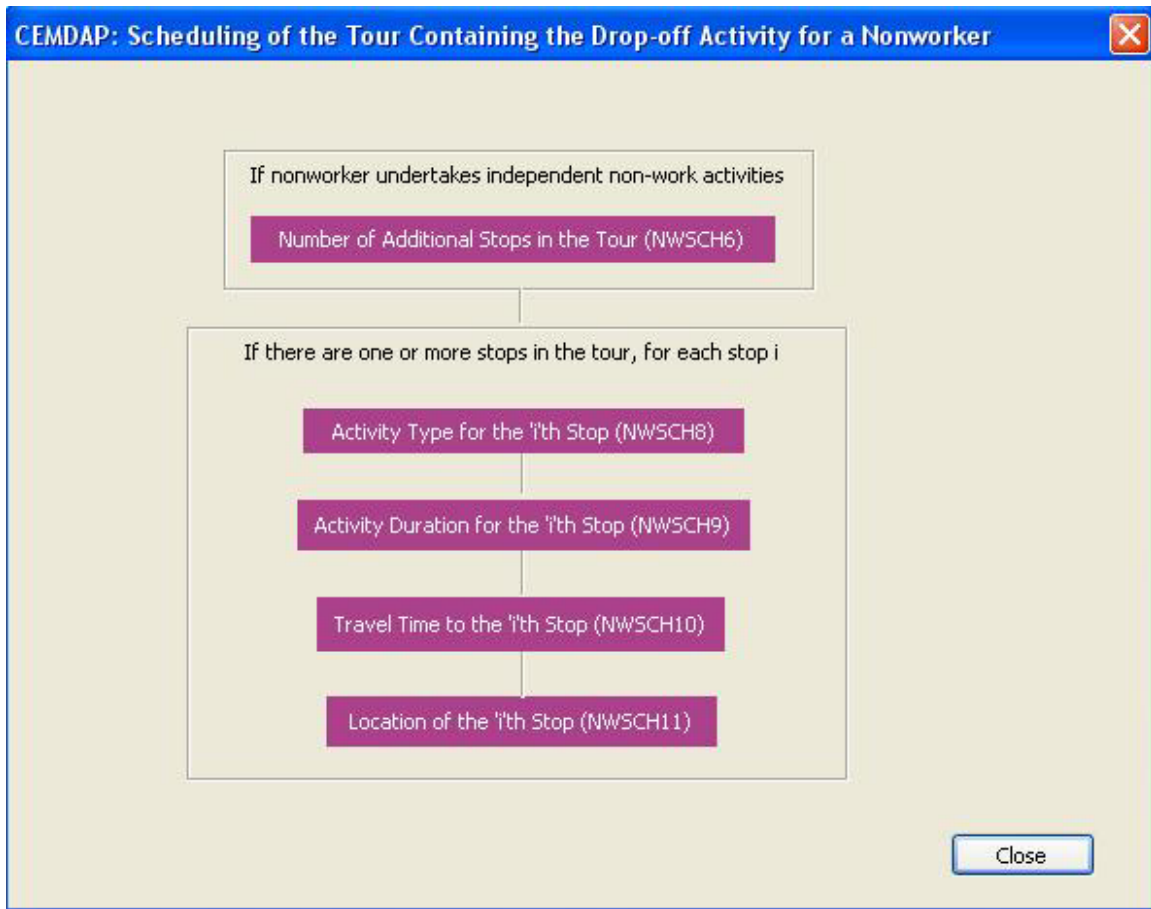 CEMDAP: Scheduling of the Tour Containing the Drop-off Activity for a Nonworker
If nonworker undertakes independent non-work activities
Number of Additional Stops in the Tour (NWSCH6)
If there are one or more stops in the tour, for each stop i
Activity Type for the 'i'th Stop (NWSCH8)
Activity Duration for the 'i'th Stop (NWSCH9)
Travel Time to the 'i'th Stop (NWSCH10)
Location of the 'i'th Stop (NWSCH11)
Close